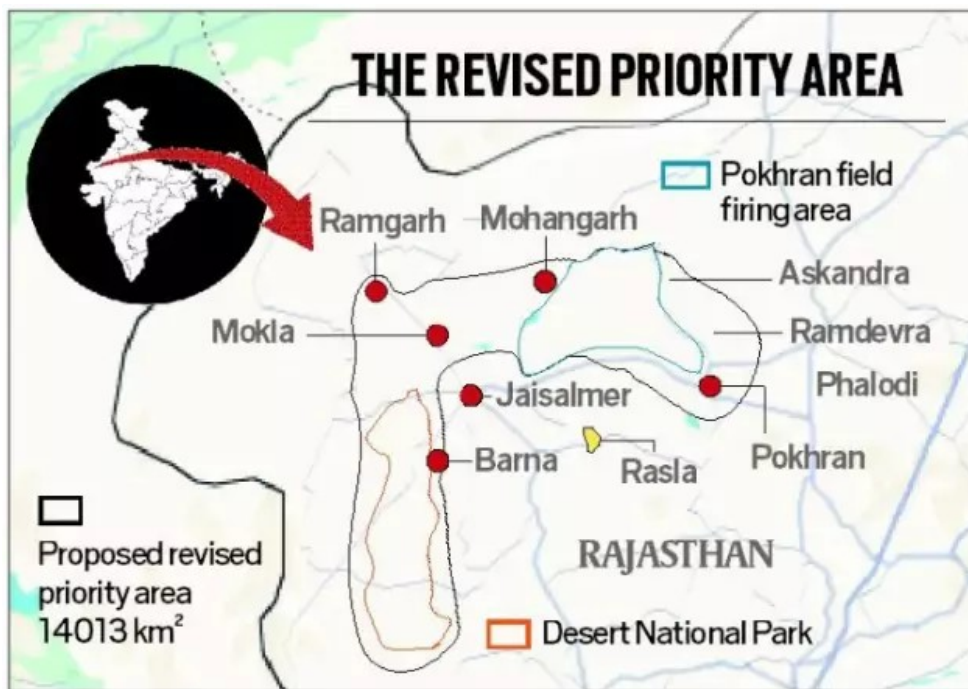 THE REVISED PRIORITY AREA
Pokhran field
firing area
Ramgarh
Mohangarh
Askandra
Mokla
Ramdevra
Jaisalmer
Phalodi
Barna
Rasla
Pokhran
Proposed revised
priority area
14013 km²
RAJASTHAN
Desert National Park